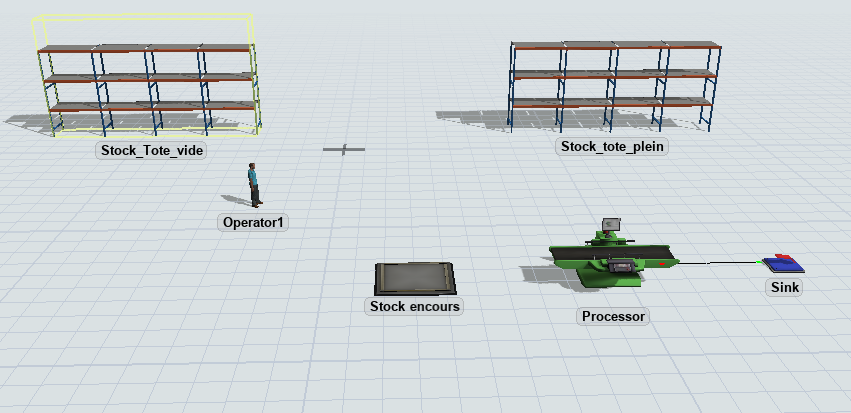 Stock_Tote_vide
Stock_tote_plein
Operator1
Stock encours
Processor
Sink